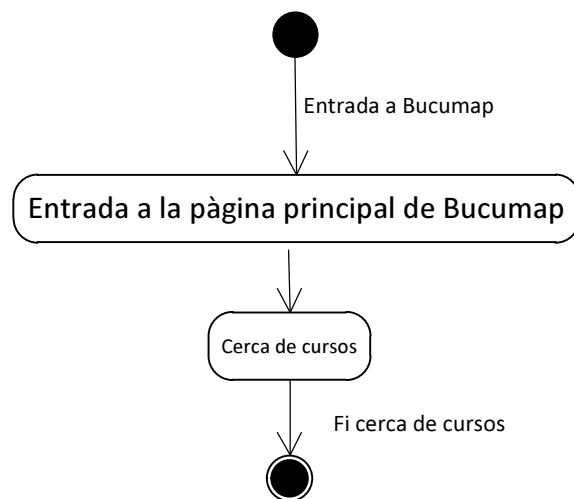 Entrada a Bucumap
Entrada a la pàgina principal de Bucumap
Cerca de cursos
Fi cerca de cursos